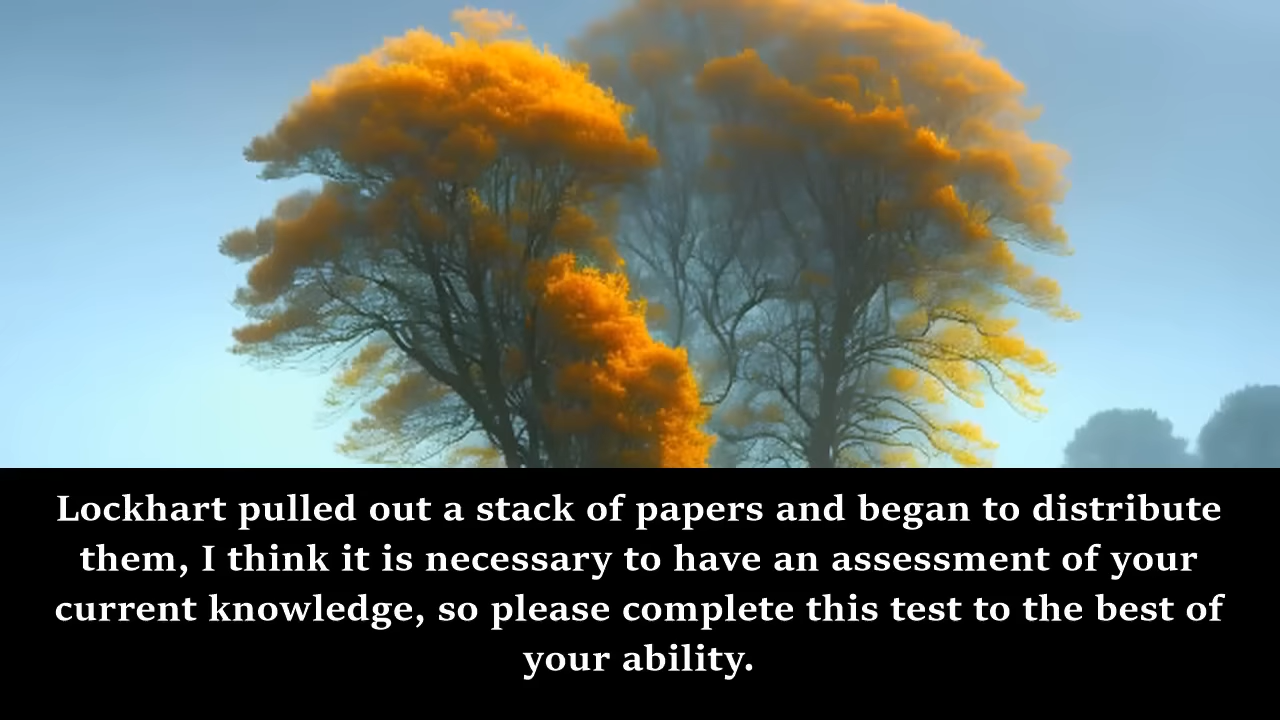 Lockhart pulled out a stack of papers and began to distribute
them, I think it is necessary to have an assessment of your
current knowledge, so please complete this test to the best of
your ability.